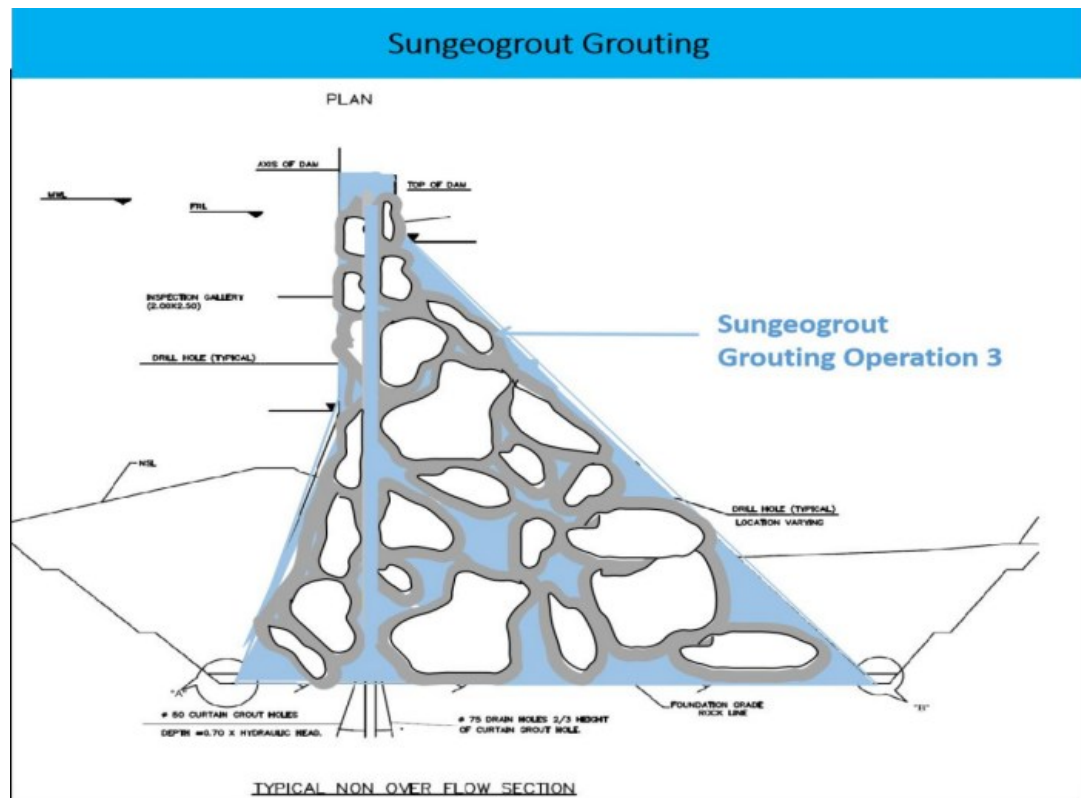 Sungeogrout Grouting
PLAN
AXIS OF DAM
TOP OF DAM
MWL
FRL
INSPECTION GALLERY
(2.00X2.50)
Sungeogrout
Grouting Operation 3
DRILL HOLE (TYPICAL)
NSL
DRILL HOLE (TYPICAL)
LOCATION VARYING
"A"
FOUNDATION GRADE
ROCK LINE
"B"
ø 50 CURTAIN GROUT HOLES
DEPTH =0.70 X HYDRAULIC HEAD.
ø 75 DRAIN HOLES 2/3 HEIGHT
OF CURTAIN GROUT HOLE.
TYPICAL NON OVER FLOW SECTION